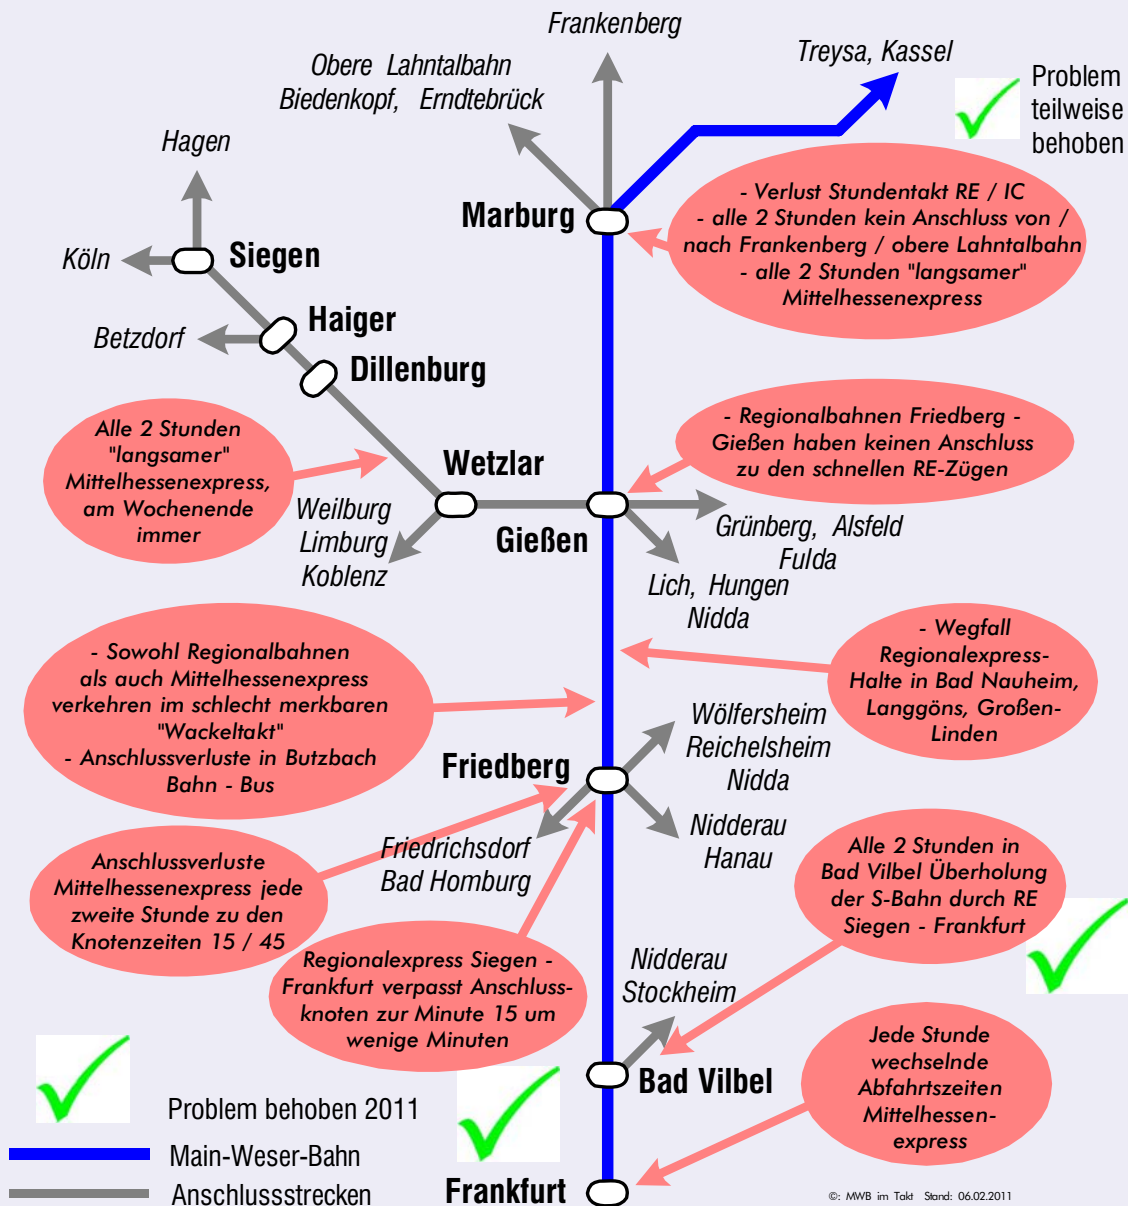 Frankenberg
Treysa, Kassel
Obere Lahntalbahn
Biedenkopf, Erndtebrück
Problem
teilweise
behoben
Hagen
- Verlust Stundentakt RE / IC
- alle 2 Stunden kein Anschluss von /
nach Frankenberg / obere Lahntalbahn
- alle 2 Stunden "langsamer"
Mittelhessenexpress
Marburg
Köln
Siegen
Haiger
Betzdorf
Dillenburg
Alle 2 Stunden
"langsamer"
Mittelhessenexpress,
am Wochenende
immer
- Regionalbahnen Friedberg -
Gießen haben keinen Anschluss
zu den schnellen RE-Zügen
Wetzlar
Weilburg
Limburg
Koblenz
Gießen
Grünberg, Alsfeld
Fulda
Lich, Hungen
Nidda
- Sowohl Regionalbahnen
als auch Mittelhessenexpress
verkehren im schlecht merkbaren
"Wackeltakt"
- Anschlussverluste in Butzbach
Bahn - Bus
- Wegfall
Regionalexpress-
Halte in Bad Nauheim,
Langgöns, Großen-
Linden
Wölfersheim
Reichelsheim
Nidda
Friedberg
Nidderau
Hanau
Friedrichsdorf
Bad Homburg
Anschlussverluste
Mittelhessenexpress jede
zweite Stunde zu den
Knotenzeiten 15 / 45
Alle 2 Stunden in
Bad Vilbel Überholung
der S-Bahn durch RE
Siegen - Frankfurt
Regionalexpress Siegen -
Frankfurt verpasst Anschluss-
knoten zur Minute 15 um
wenige Minuten
Nidderau
Stockheim
Bad Vilbel
Jede Stunde
wechselnde
Abfahrtszeiten
Mittelhessen-
express
Problem behoben 2011
Main-Weser-Bahn
Anschlussstrecken
Frankfurt
©: MWB im Takt Stand: 06.02.2011